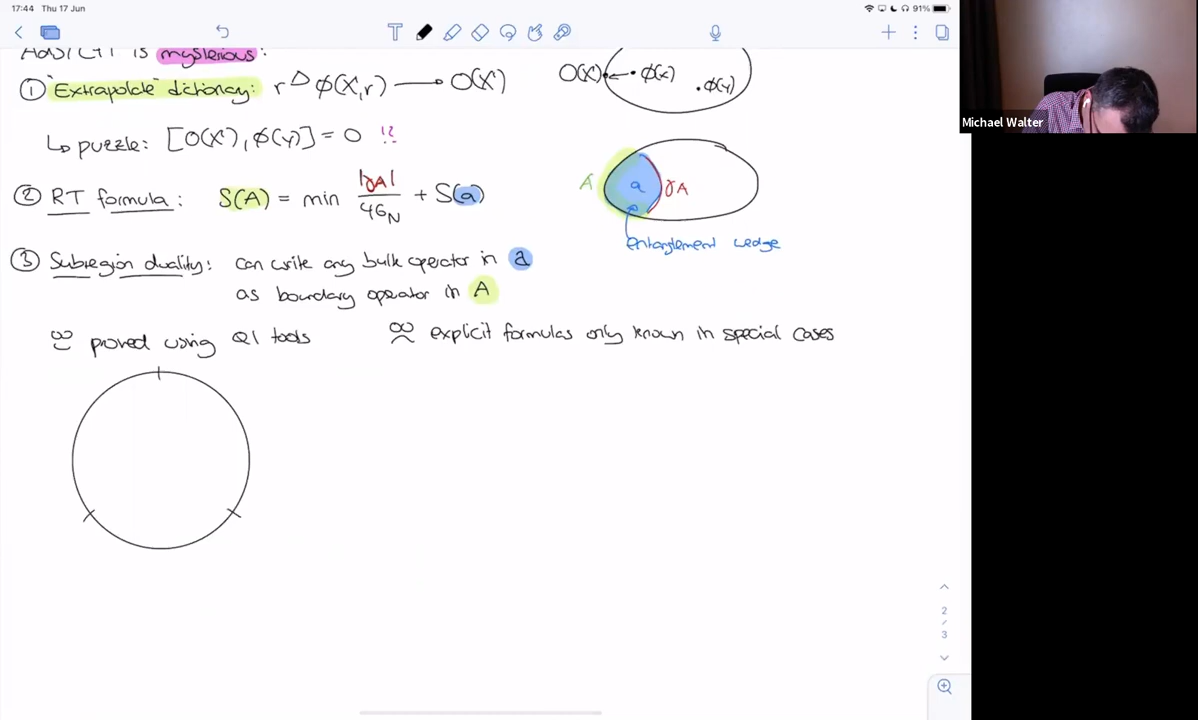 17:44 Thu 17 Jun
91%
AdS/CFT is mysterious:
① "Extrapolate" dictionary: r^Δ ϕ(X,r) → O(X)
O(X) ← ϕ(x)
ϕ(y)
↳ puzzle: [O(X), ϕ(y)] = 0 !?
② RT formula: S(A) = min |γA| / 4G_N + S(a)
A a γA
entanglement wedge
③ Subregion duality: can write any bulk operator in a
as boundary operator in A
proved using QI tools
explicit formulas only known in special cases
Michael Walter
2
/
3